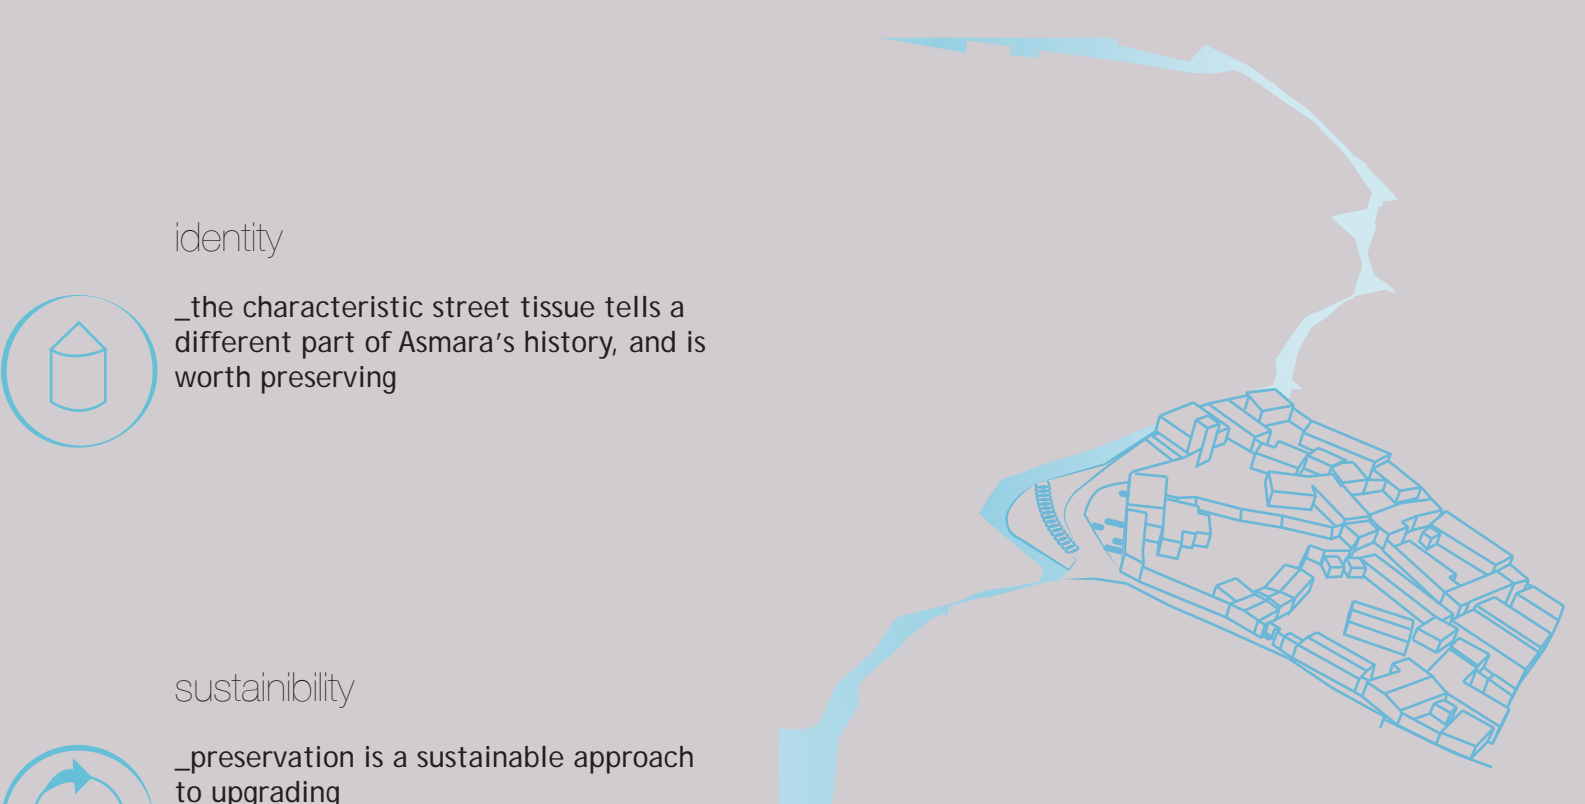 identity
_the characteristic street tissue tells a
different part of Asmara's history, and is
worth preserving
sustainibility
_preservation is a sustainable approach
to upgrading